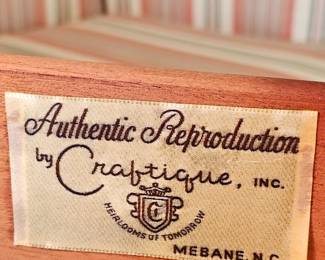 Authentic Reproduction
by Craftique, INC.
C
HEIRLOOMS OF TOMORROW
MEBANE, N.C.